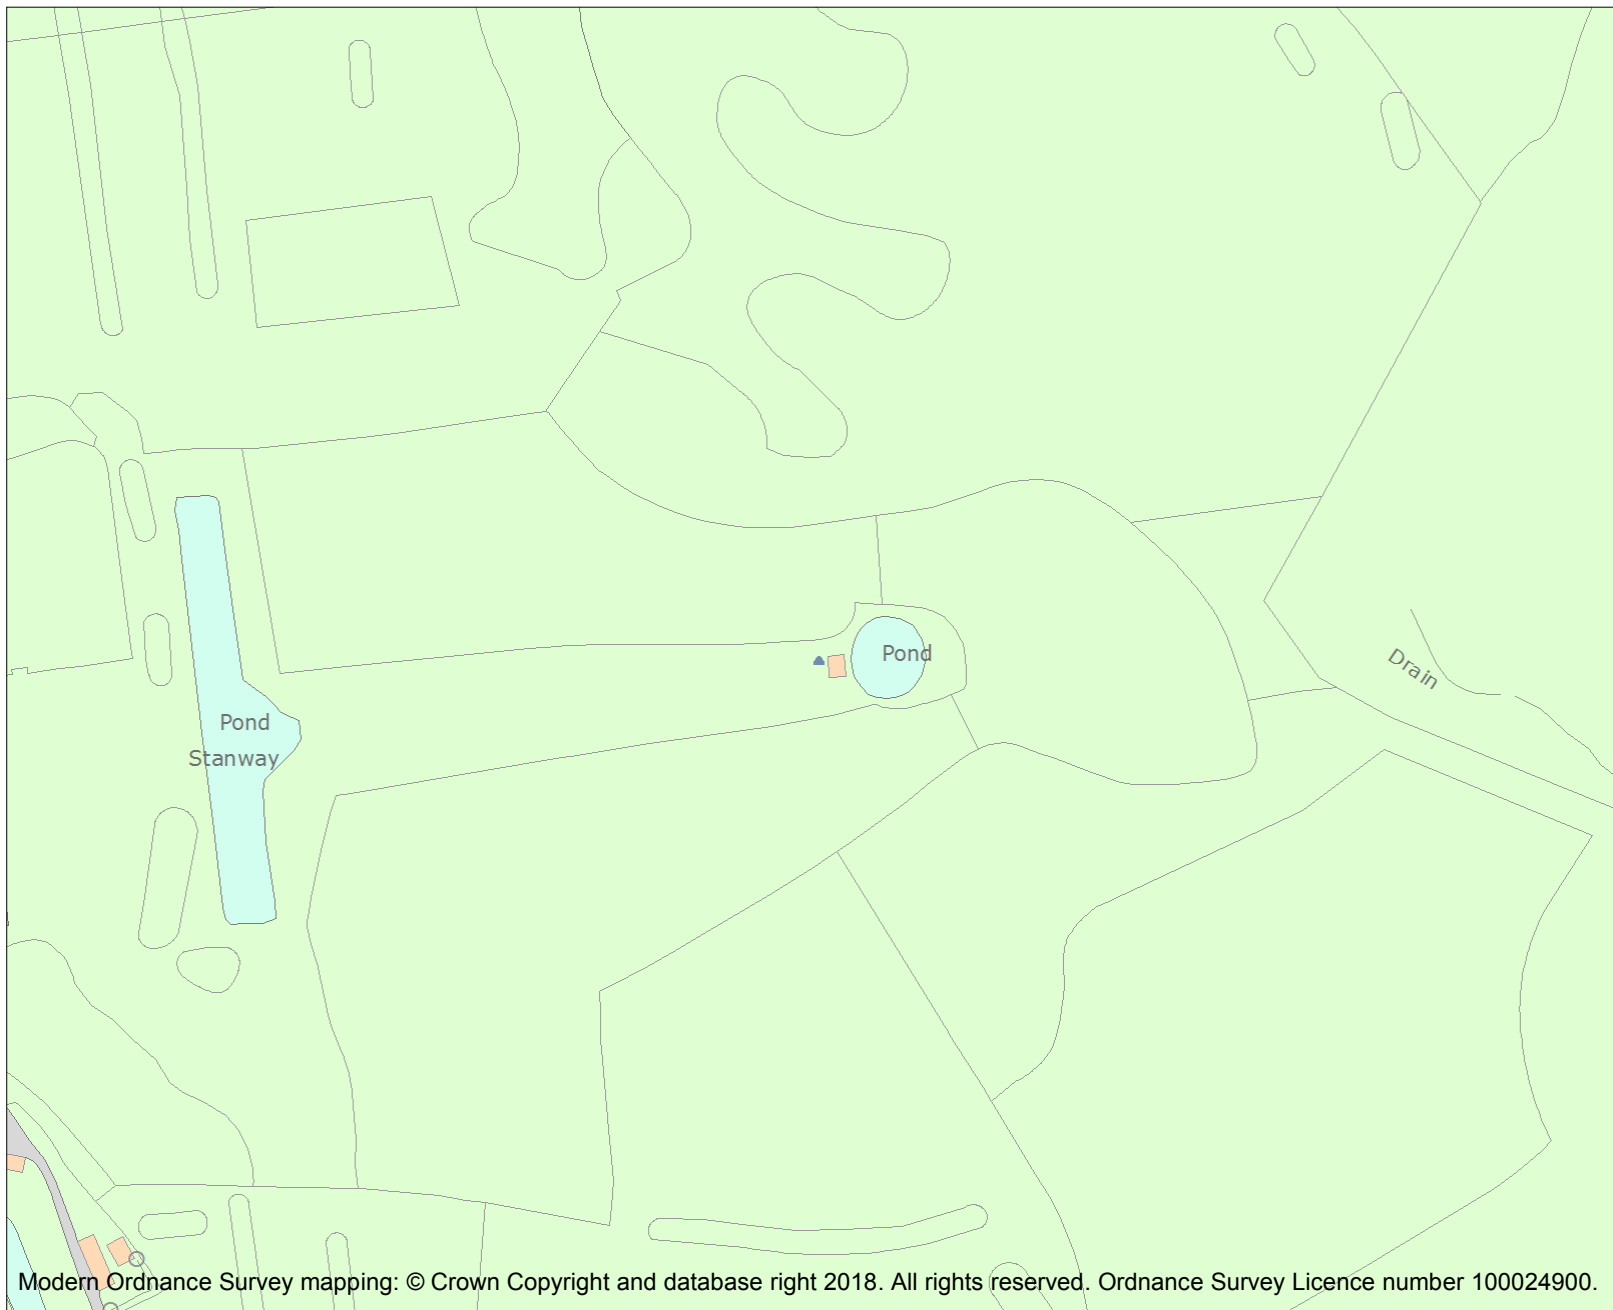 Pond
Drain
Pond
Stanway
Modern Ordnance Survey mapping: © Crown Copyright and database right 2018. All rights reserved. Ordnance Survey Licence number 100024900.